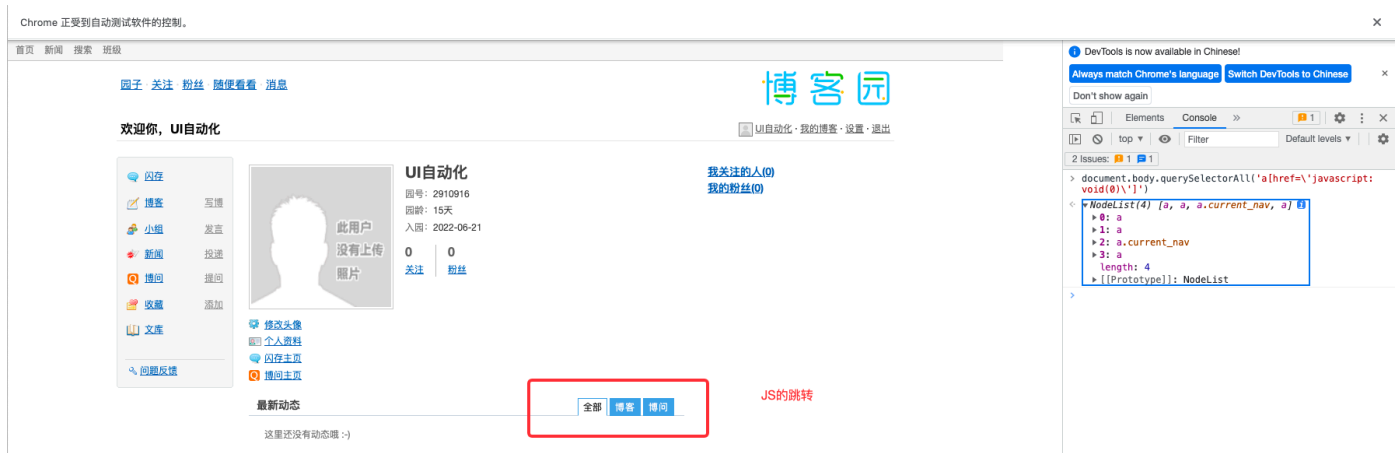 Chrome 正受到自动测试软件的控制。
首页 新闻 搜索 班级
园子 · 关注 · 粉丝 · 随便看看 · 消息
博客园
欢迎你，UI自动化
UI自动化 · 我的博客 · 设置 · 退出
闪存
博客 写博
小组 发言
新闻 投递
博问 提问
收藏 添加
文库
问题反馈
此用户
没有上传
照片
UI自动化
园号：2910916
园龄：15天
入园：2022-06-21
0 0
关注 粉丝
我关注的人(0)
我的粉丝(0)
修改头像
个人资料
闪存主页
博问主页
最新动态
全部 博客 博问
JS的跳转
这里还没有动态哦 :-)
DevTools is now available in Chinese!
Always match Chrome's language Switch DevTools to Chinese
Don't show again
Elements Console » 1
top ▼ Filter Default levels ▼
2 Issues: 1 1
> document.body.querySelectorAll('a[href=\'javascript:
void(0)\']')
NodeList(4) [a, a, a.current_nav, a]
0: a
1: a
2: a.current_nav
3: a
length: 4
[[Prototype]]: NodeList
>